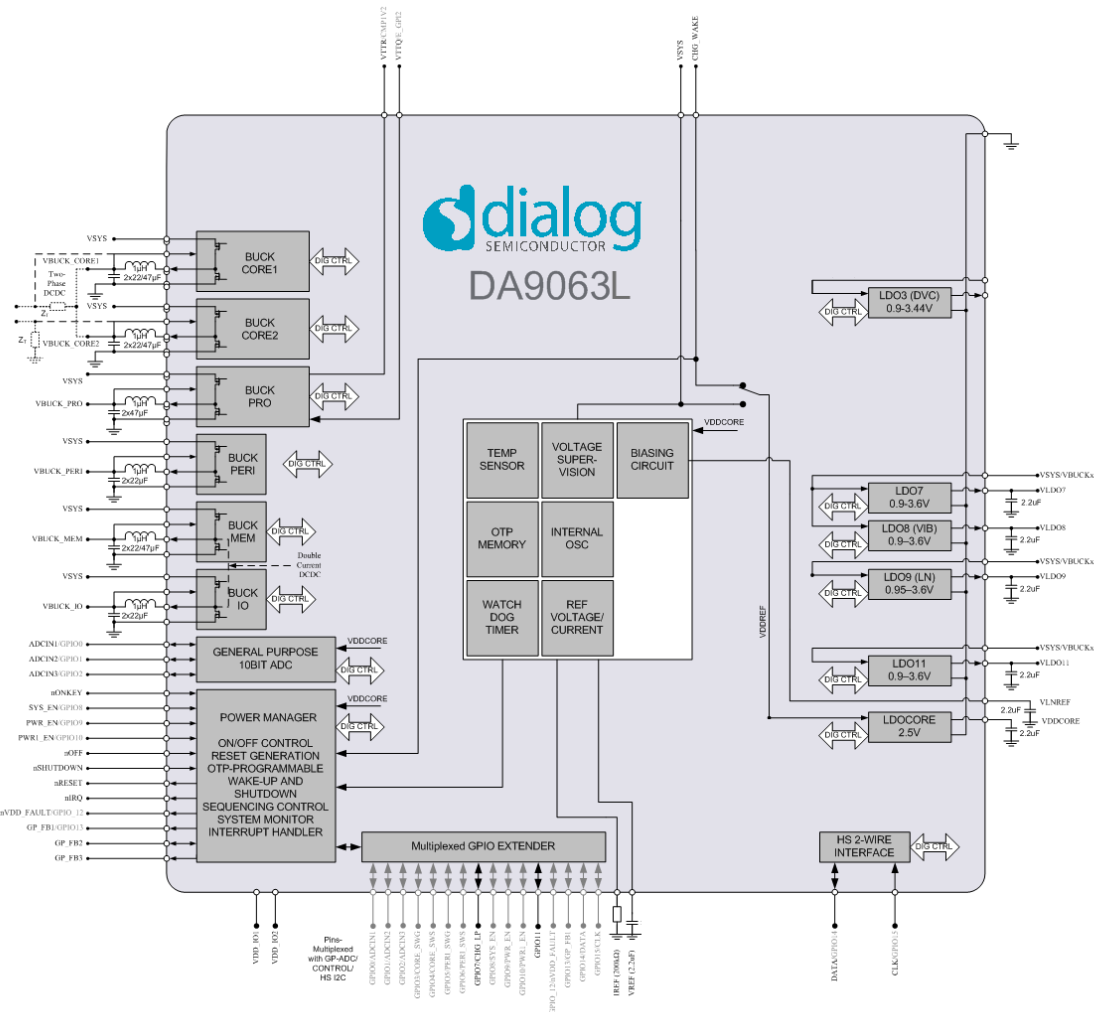 VTTR/CMP1V2
VTTQ/E_GPI2
VSYS
CHG_WAKE
dialog
SEMICONDUCTOR
DA9063L
VSYS
VBUCK_CORE1
1µH
2x22/47µF
BUCK
CORE1
DIG CTRL
Two-
Phase
DCDC
VSYS
VBUCK_CORE2
1µH
2x22/47µF
BUCK
CORE2
DIG CTRL
VSYS
VBUCK_PRO
1µH
2x47µF
BUCK
PRO
DIG CTRL
VSYS
VBUCK_PERI
1µH
2x22µF
BUCK
PERI
DIG CTRL
VSYS
VBUCK_MEM
1µH
2x22/47µF
BUCK
MEM
DIG CTRL
Double
Current
DCDC
VSYS
VBUCK_IO
1µH
2x22µF
BUCK
IO
DIG CTRL
ADCIN1/GPIO0
ADCIN2/GPIO1
ADCIN3/GPIO2
GENERAL PURPOSE
10BIT ADC
VDDCORE
DIG CTRL
nONKEY
SYS_EN/GPIO8
PWR_EN/GPIO9
PWR1_EN/GPIO10
nOFF
nSHUTDOWN
nRESET
nIRQ
nVDD_FAULT/GPIO_12
GP_FB1/GPIO13
GP_FB2
GP_FB3
POWER MANAGER
ON/OFF CONTROL
RESET GENERATION
OTP-PROGRAMMABLE
WAKE-UP AND
SHUTDOWN
SEQUENCING CONTROL
SYSTEM MONITOR
INTERRUPT HANDLER
VDDCORE
DIG CTRL
TEMP
SENSOR
VOLTAGE
SUPER-
VISION
BIASING
CIRCUIT
OTP
MEMORY
INTERNAL
OSC
WATCH
DOG
TIMER
REF
VOLTAGE/
CURRENT
VDDCORE
VDDREF
LDO3 (DVC)
0.9-3.44V
DIG CTRL
VSYS/VBUCKx
LDO7
0.9-3.6V
DIG CTRL
VLDO7
2.2uF
LDO8 (VIB)
0.9–3.6V
DIG CTRL
VLDO8
2.2uF
VSYS/VBUCKx
LDO9 (LN)
0.95–3.6V
DIG CTRL
VLDO9
2.2uF
VSYS/VBUCKx
LDO11
0.9–3.6V
DIG CTRL
VLDO11
2.2uF
VLNREF
2.2uF
VDDCORE
LDOCORE
2.5V
DIG CTRL
2.2uF
Multiplexed GPIO EXTENDER
HS 2-WIRE
INTERFACE
DIG CTRL
VDD_IO1
VDD_IO2
Pins-
Multiplexed
with GP-ADC/
CONTROL/
HS I2C
GPIO0/ADCIN1
GPIO1/ADCIN2
GPIO2/ADCIN3
GPIO3/CORE_SWG
GPIO4/CORE_SWS
GPIO5/PERI_SWG
GPIO6/PERI_SWS
GPIO7/CHG_LP
GPIO8/SYS_EN
GPIO9/PWR_EN
GPIO10/PWR1_EN
GPIO11
GPIO_12/nVDD_FAULT
GPIO13/GP_FB1
GPIO14/DATA
GPIO15/CLK
IREF (200kΩ)
VREF (2.2uF)
DATA/GPIO14
CLK/GPIO15